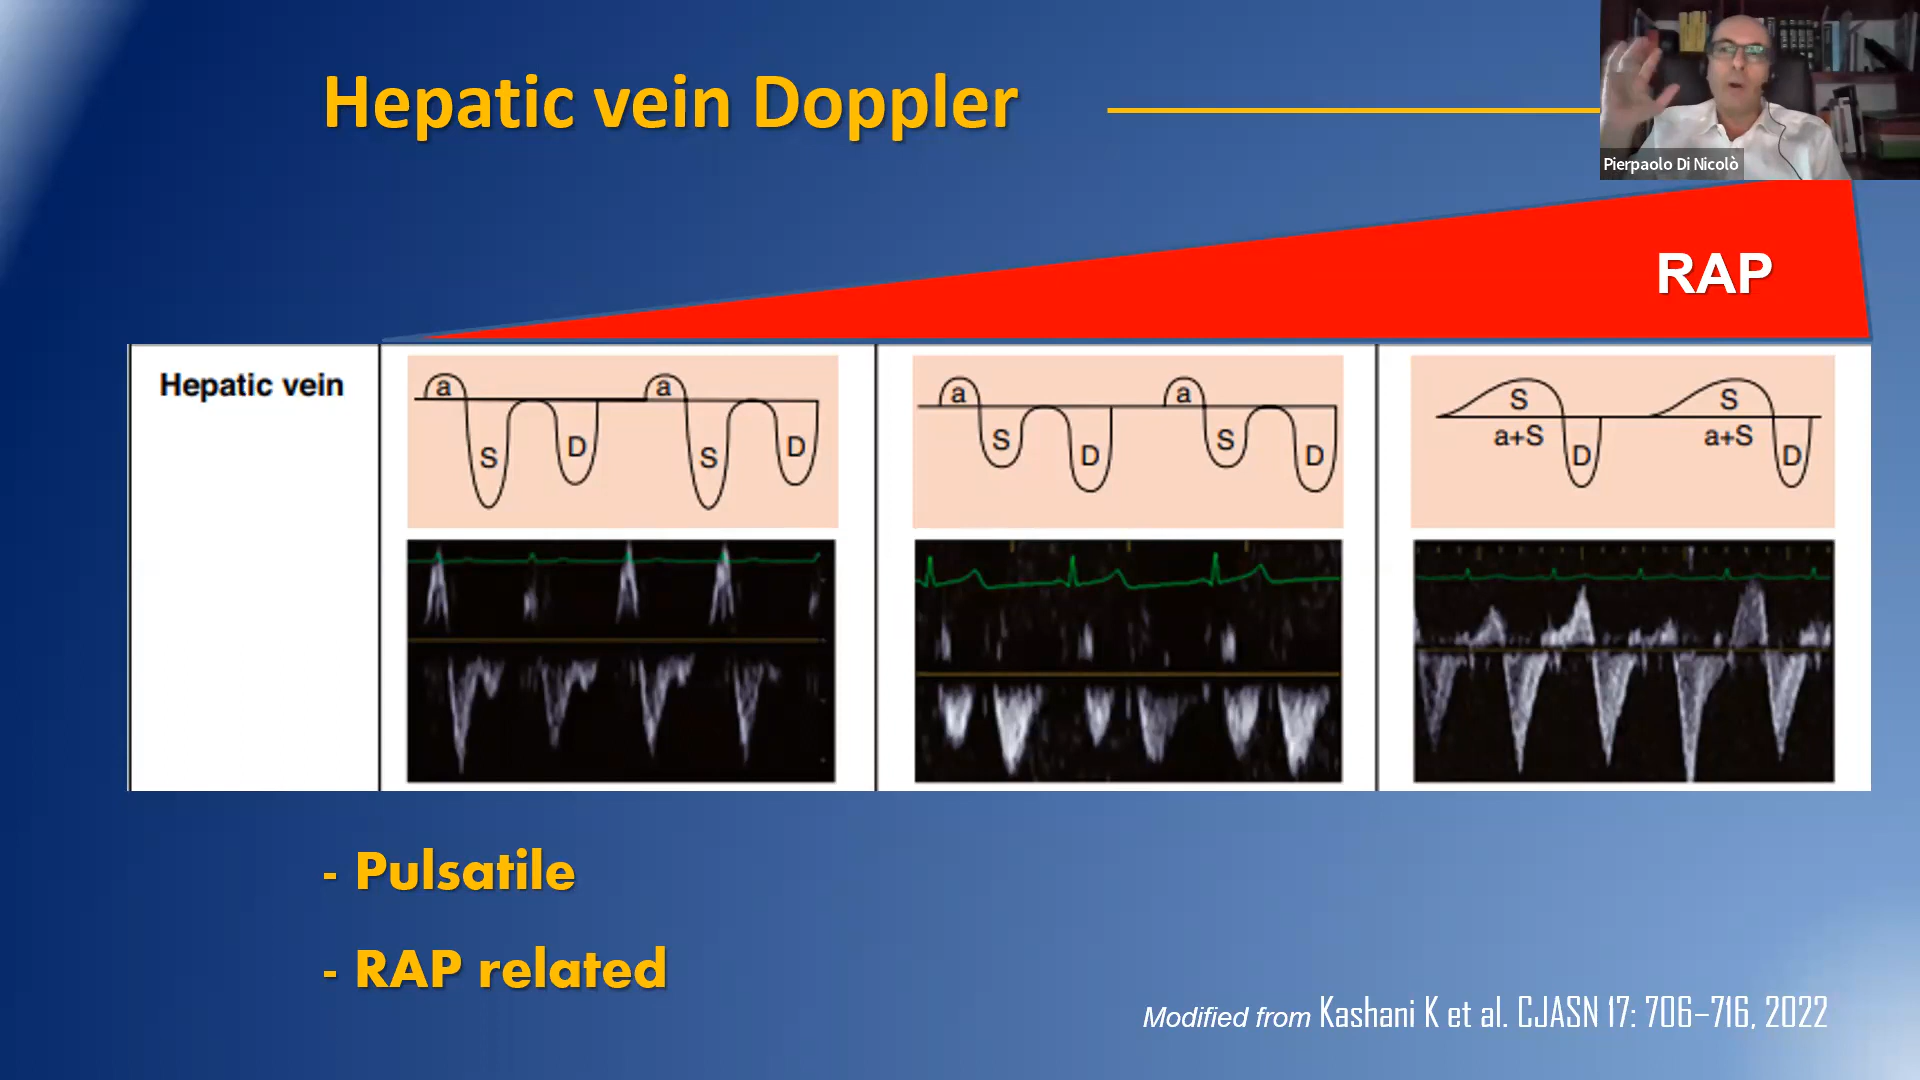 Hepatic vein Doppler
Pierpaolo Di Nicolò
RAP
Hepatic vein
a S D a S D
a S D a S D
S a+S D S a+S D
- Pulsatile
- RAP related
Modified from Kashani K et al. CJASN 17: 706–716, 2022